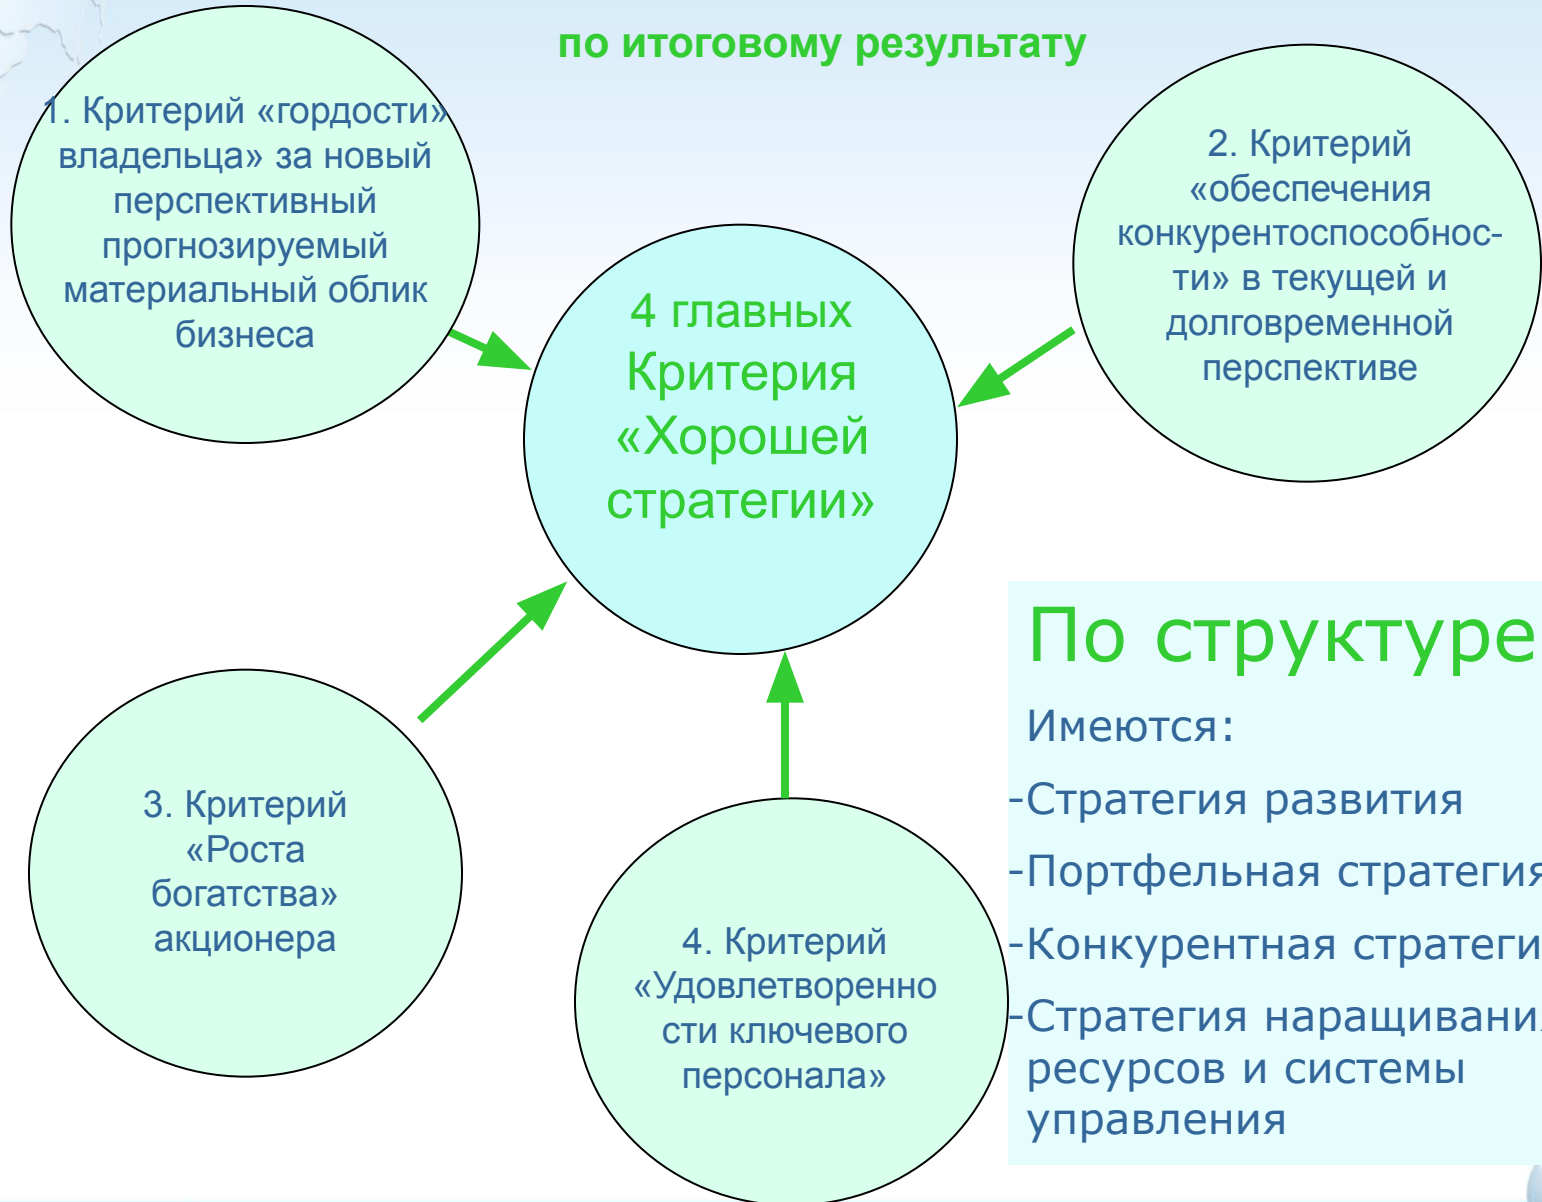 по итоговому результату
1. Критерий «гордости»
владельца» за новый
перспективный
прогнозируемый
материальный облик
бизнеса
2. Критерий
«обеспечения
конкурентоспособнос-
ти» в текущей и
долговременной
перспективе
4 главных
Критерия
«Хорошей
стратегии»
3. Критерий
«Роста
богатства»
акционера
4. Критерий
«Удовлетворенно
сти ключевого
персонала»
По структуре
Имеются:
-Стратегия развития
-Портфельная стратегия
-Конкурентная стратеги
-Стратегия наращивани
ресурсов и системы
управления